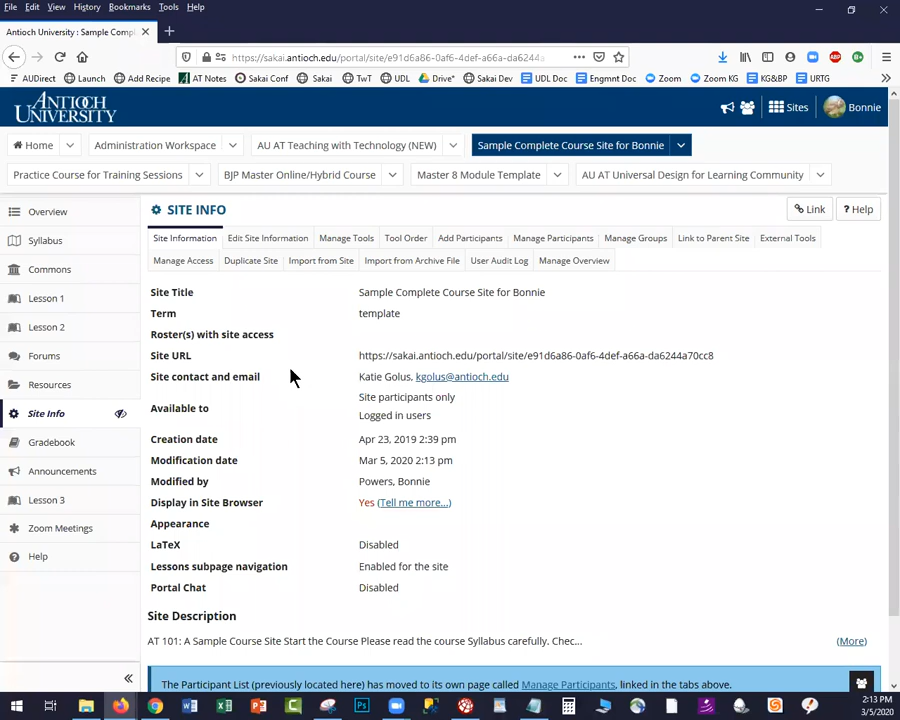 File Edit View History Bookmarks Tools Help
Antioch University : Sample Compl
https://sakai.antioch.edu/portal/site/e91d6a86-0af6-4def-a66a-da6244a
AUDirect Launch Add Recipe AT Notes Sakai Conf Sakai TwT UDL Drive* Sakai Dev UDL Doc Engmt Doc Zoom Zoom KG KG&BP URTG
ANTIOCH UNIVERSITY Sites Bonnie
Home Administration Workspace AU AT Teaching with Technology (NEW) Sample Complete Course Site for Bonnie
Practice Course for Training Sessions BJP Master Online/Hybrid Course Master 8 Module Template AU AT Universal Design for Learning Community
Overview
Syllabus
Commons
Lesson 1
Lesson 2
Forums
Resources
Site Info
Gradebook
Announcements
Lesson 3
Zoom Meetings
Help
SITE INFO Link ? Help
Site Information Edit Site Information Manage Tools Tool Order Add Participants Manage Participants Manage Groups Link to Parent Site External Tools
Manage Access Duplicate Site Import from Site Import from Archive File User Audit Log Manage Overview
Site Title Sample Complete Course Site for Bonnie
Term template
Roster(s) with site access
Site URL https://sakai.antioch.edu/portal/site/e91d6a86-0af6-4def-a66a-da6244a70cc8
Site contact and email Katie Golus, kgolus@antioch.edu
Available to Site participants only
Logged in users
Creation date Apr 23, 2019 2:39 pm
Modification date Mar 5, 2020 2:13 pm
Modified by Powers, Bonnie
Display in Site Browser Yes (Tell me more...)
Appearance
LaTeX Disabled
Lessons subpage navigation Enabled for the site
Portal Chat Disabled
Site Description
AT 101: A Sample Course Site Start the Course Please read the course Syllabus carefully. Chec... (More)
The Participant List (previously located here) has moved to its own page called Manage Participants, linked in the tabs above.
2:13 PM
3/5/2020